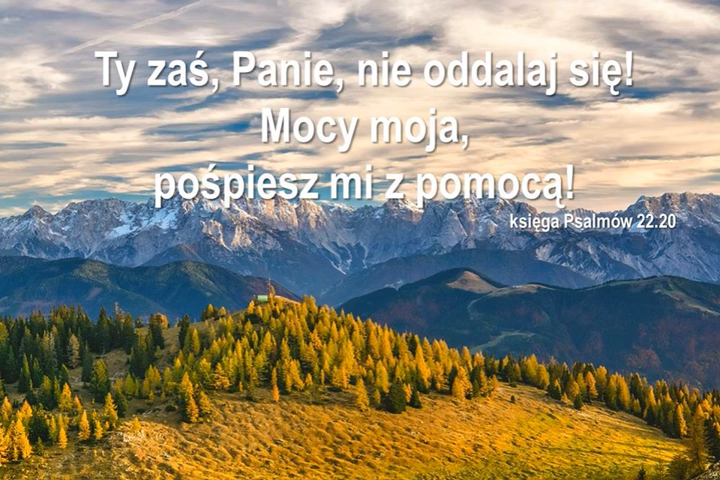 Ty zaś, Panie, nie oddalaj się!
Mocy moja,
pośpiesz mi z pomocą!
księga Psalmów 22.20